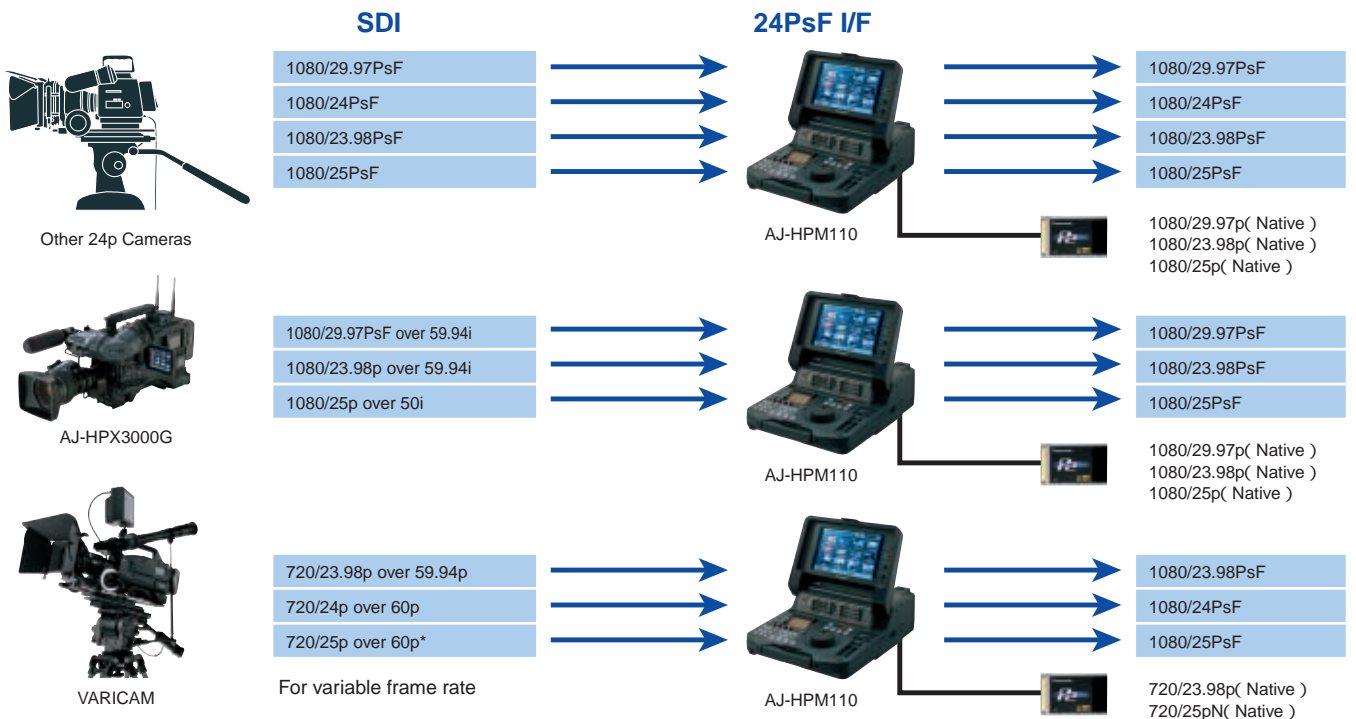 SDI
24PsF I/F
1080/29.97PsF
1080/24PsF
1080/23.98PsF
1080/25PsF
Other 24p Cameras
AJ-HPM110
P2
1080/29.97PsF
1080/24PsF
1080/23.98PsF
1080/25PsF
1080/29.97p( Native )
1080/23.98p( Native )
1080/25p( Native )
AJ-HPX3000G
1080/29.97PsF over 59.94i
1080/23.98p over 59.94i
1080/25p over 50i
AJ-HPM110
P2
1080/29.97PsF
1080/23.98PsF
1080/25PsF
1080/29.97p( Native )
1080/23.98p( Native )
1080/25p( Native )
VARICAM
720/23.98p over 59.94p
720/24p over 60p
720/25p over 60p*
For variable frame rate
AJ-HPM110
P2
1080/23.98PsF
1080/24PsF
1080/25PsF
720/23.98p( Native )
720/25pN( Native )